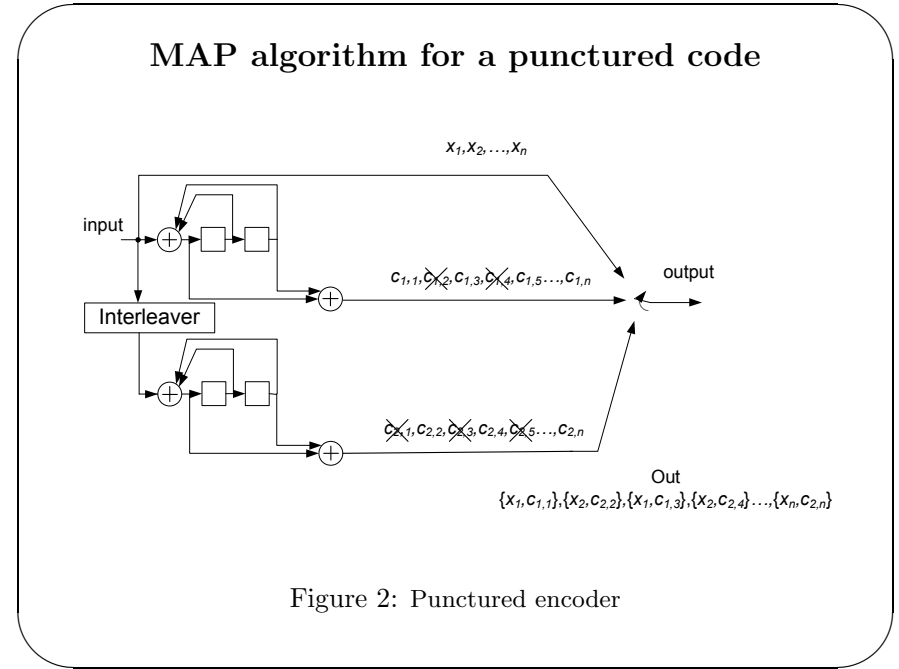 MAP algorithm for a punctured code
x1,x2,…,xn
input
c1,1,c1,2,c1,3,c1,4,c1,5…,c1,n
output
Interleaver
c2,1,c2,2,c2,3,c2,4,c2,5…,c2,n
Out
{x1,c1,1},{x2,c2,2},{x1,c1,3},{x2,c2,4}…,{xn,c2,n}
Figure 2: Punctured encoder